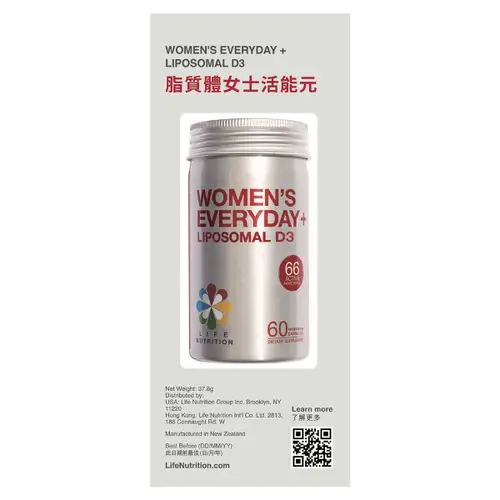 WOMEN'S EVERYDAY +
LIPOSOMAL D3
脂質體女士活能元
WOMEN'S
EVERYDAY+
LIPOSOMAL D3
66
ACTIVE
60
DIETARY SUPPLEMENT
LIFE
NUTRITION
Net Weight: 37.8g
Distributed by:
USA: Life Nutrition Group Inc. Brooklyn, NY
11220
Hong Kong: Life Nutrition Int'l Co. Ltd. 2813,
188 Connaught Rd. W
Manufactured in New Zealand
Best Before (DD/MM/YY)
此日期前最佳 (日/月/年)
LifeNutrition.com
Learn more
了解更多